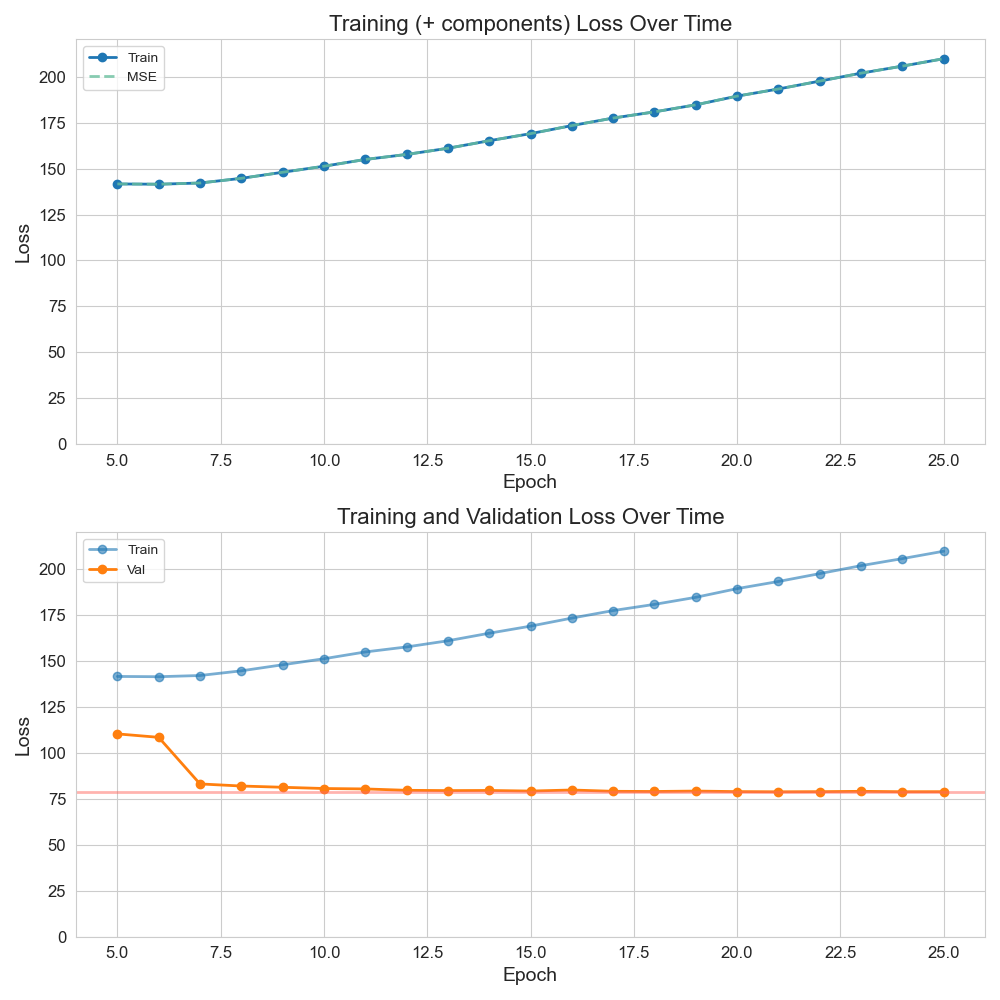 Training (+ components) Loss Over Time
Train
MSE
200
175
150
125
100
75
50
25
0
Loss
5.0 7.5 10.0 12.5 15.0 17.5 20.0 22.5 25.0
Epoch
Training and Validation Loss Over Time
Train
Val
200
175
150
125
100
75
50
25
0
Loss
5.0 7.5 10.0 12.5 15.0 17.5 20.0 22.5 25.0
Epoch